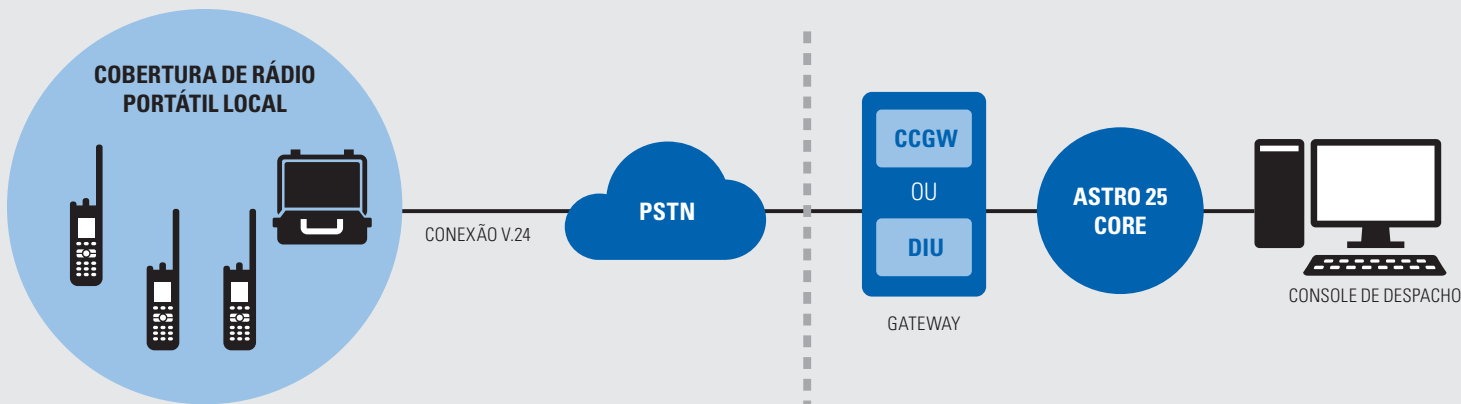 COBERTURA DE RÁDIO
PORTÁTIL LOCAL
CONEXÃO V.24
PSTN
CCGW
OU
DIU
GATEWAY
ASTRO 25
CORE
CONSOLE DE DESPACHO